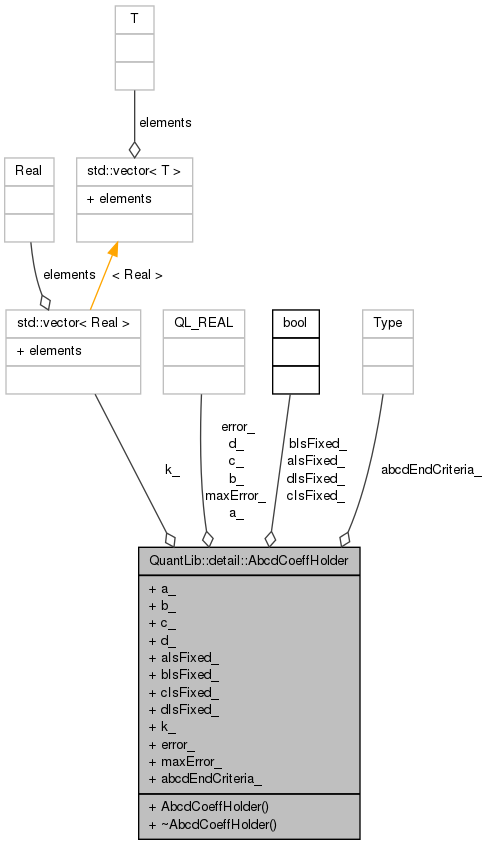 T
elements
Real
std::vector< T >
+ elements
elements
< Real >
std::vector< Real >
+ elements
QL_REAL
bool
Type
k_
error_
d_
c_
b_
maxError_
a_
bIsFixed_
aIsFixed_
dIsFixed_
cIsFixed_
abcdEndCriteria_
QuantLib::detail::AbcdCoeffHolder
+ a_
+ b_
+ c_
+ d_
+ aIsFixed_
+ bIsFixed_
+ cIsFixed_
+ dIsFixed_
+ k_
+ error_
+ maxError_
+ abcdEndCriteria_
+ AbcdCoeffHolder()
+ ~AbcdCoeffHolder()